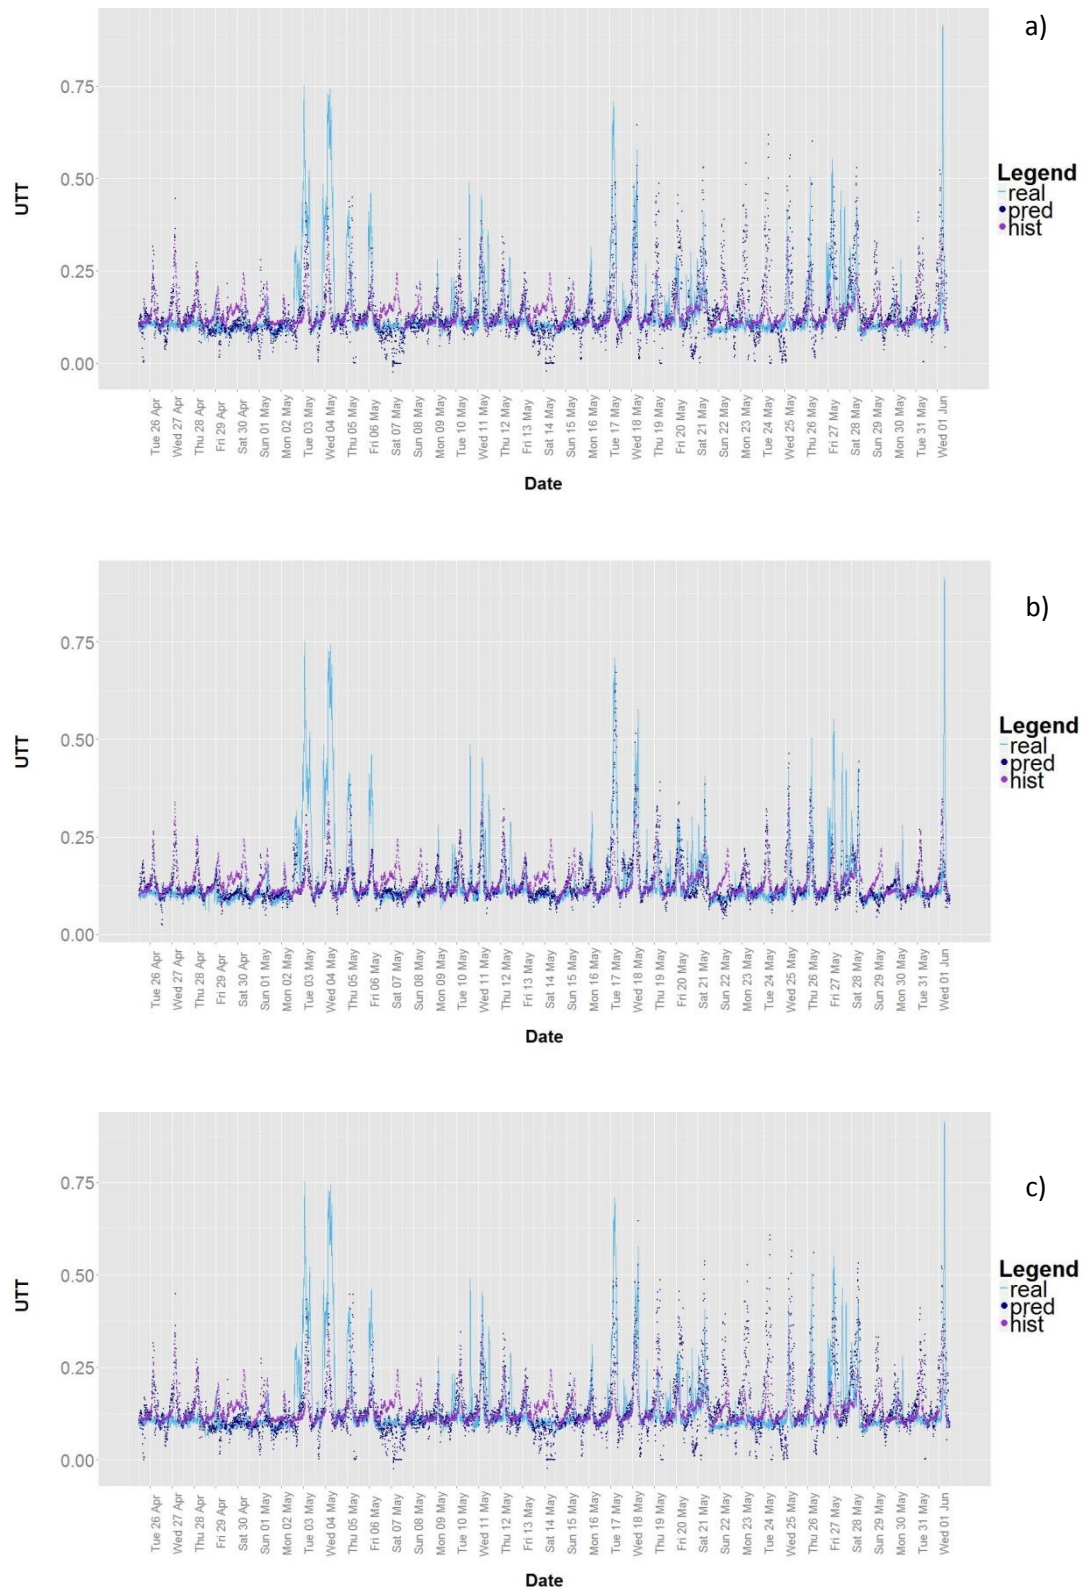 a)
UTT
0.75
0.50
0.25
0.00
Legend
real
pred
hist
Tue 26 Apr
Wed 27 Apr
Thu 28 Apr
Fri 29 Apr
Sat 30 Apr
Sun 01 May
Mon 02 May
Tue 03 May
Wed 04 May
Thu 05 May
Fri 06 May
Sat 07 May
Sun 08 May
Mon 09 May
Tue 10 May
Wed 11 May
Thu 12 May
Fri 13 May
Sat 14 May
Sun 15 May
Mon 16 May
Tue 17 May
Wed 18 May
Thu 19 May
Fri 20 May
Sat 21 May
Sun 22 May
Mon 23 May
Tue 24 May
Wed 25 May
Thu 26 May
Fri 27 May
Sat 28 May
Sun 29 May
Mon 30 May
Tue 31 May
Wed 01 Jun
Date
b)
UTT
0.75
0.50
0.25
0.00
Legend
real
pred
hist
Tue 26 Apr
Wed 27 Apr
Thu 28 Apr
Fri 29 Apr
Sat 30 Apr
Sun 01 May
Mon 02 May
Tue 03 May
Wed 04 May
Thu 05 May
Fri 06 May
Sat 07 May
Sun 08 May
Mon 09 May
Tue 10 May
Wed 11 May
Thu 12 May
Fri 13 May
Sat 14 May
Sun 15 May
Mon 16 May
Tue 17 May
Wed 18 May
Thu 19 May
Fri 20 May
Sat 21 May
Sun 22 May
Mon 23 May
Tue 24 May
Wed 25 May
Thu 26 May
Fri 27 May
Sat 28 May
Sun 29 May
Mon 30 May
Tue 31 May
Wed 01 Jun
Date
c)
UTT
0.75
0.50
0.25
0.00
Legend
real
pred
hist
Tue 26 Apr
Wed 27 Apr
Thu 28 Apr
Fri 29 Apr
Sat 30 Apr
Sun 01 May
Mon 02 May
Tue 03 May
Wed 04 May
Thu 05 May
Fri 06 May
Sat 07 May
Sun 08 May
Mon 09 May
Tue 10 May
Wed 11 May
Thu 12 May
Fri 13 May
Sat 14 May
Sun 15 May
Mon 16 May
Tue 17 May
Wed 18 May
Thu 19 May
Fri 20 May
Sat 21 May
Sun 22 May
Mon 23 May
Tue 24 May
Wed 25 May
Thu 26 May
Fri 27 May
Sat 28 May
Sun 29 May
Mon 30 May
Tue 31 May
Wed 01 Jun
Date